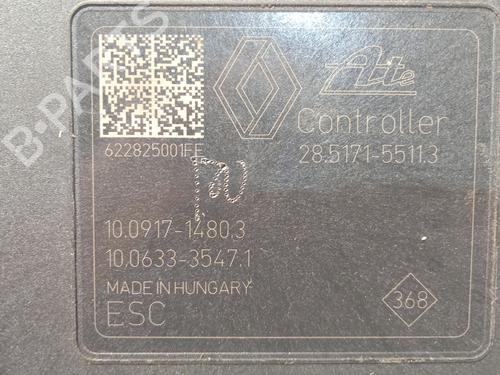 Ate
Controller
622825001FE
28.5171-5511.3
10.0917-1480.3
10.0633-3547.1
MADE IN HUNGARY
ESC
368
B-PARTS